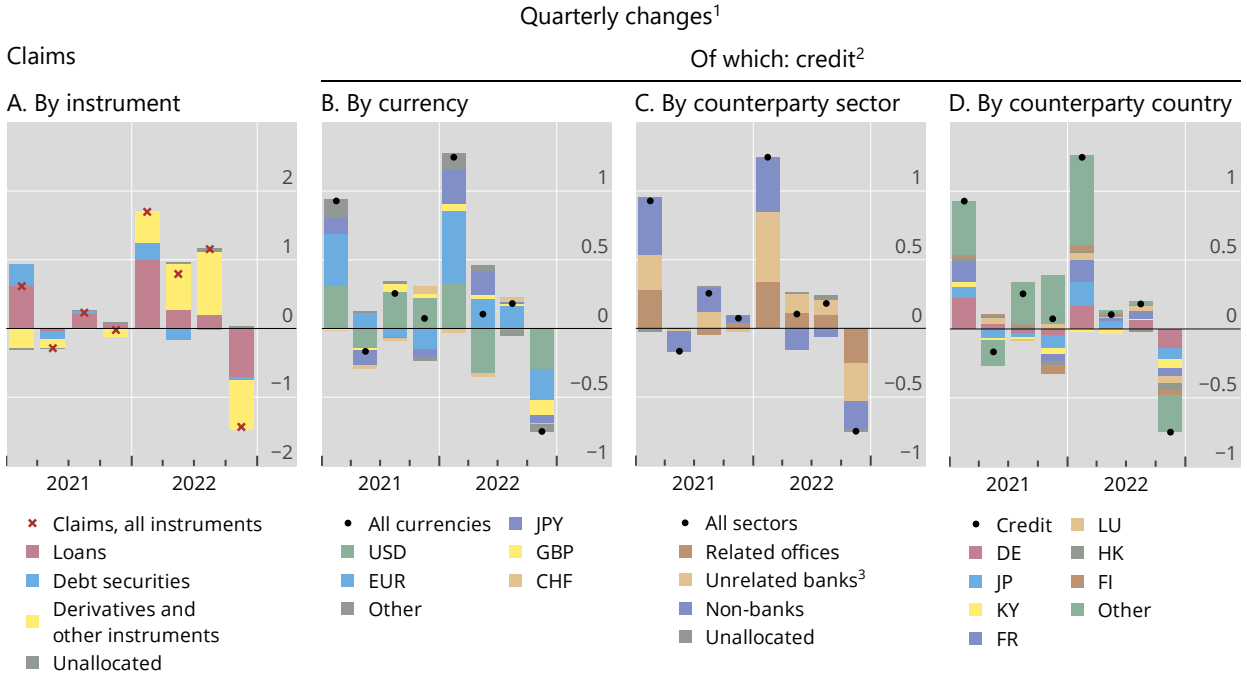 Quarterly changes¹
Claims
Of which: credit²
A. By instrument
B. By currency
C. By counterparty sector
D. By counterparty country
2
1
0
−1
−2
2021
2022
1
0.5
0
−0.5
−1
2021
2022
1
0.5
0
−0.5
−1
2021
2022
1
0.5
0
−0.5
−1
2021
2022
Claims, all instruments
Loans
Debt securities
Derivatives and
other instruments
Unallocated
All currencies
USD
EUR
Other
JPY
GBP
CHF
All sectors
Related offices
Unrelated banks³
Non-banks
Unallocated
Credit
DE
JP
KY
FR
LU
HK
FI
Other